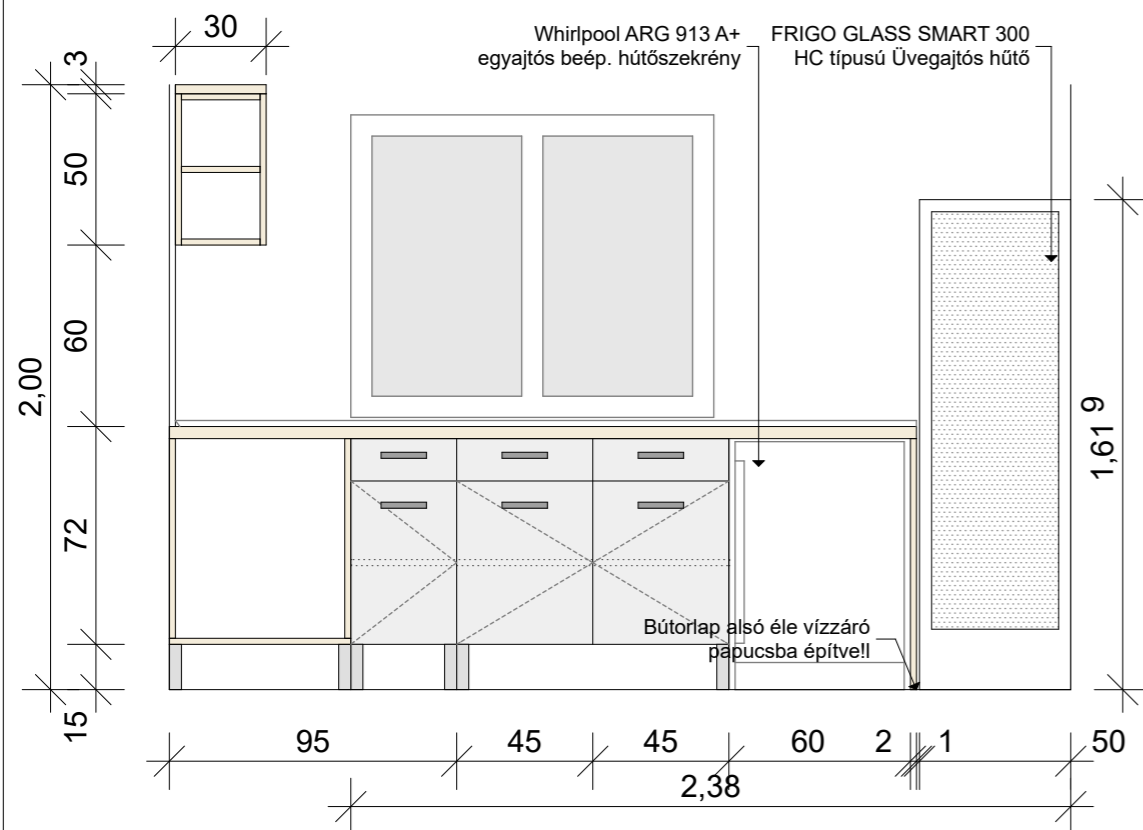 30
Whirlpool ARG 913 A+
egyajtós beép. hűtőszekrény
FRIGO GLASS SMART 300
HC típusú Üvegajtós hűtő
3
50
60
2,00
72
15
1,61 9
Bútorlap alsó éle vízzáró
papucsba építve!!
95
45
45
60
2
1
50
2,38